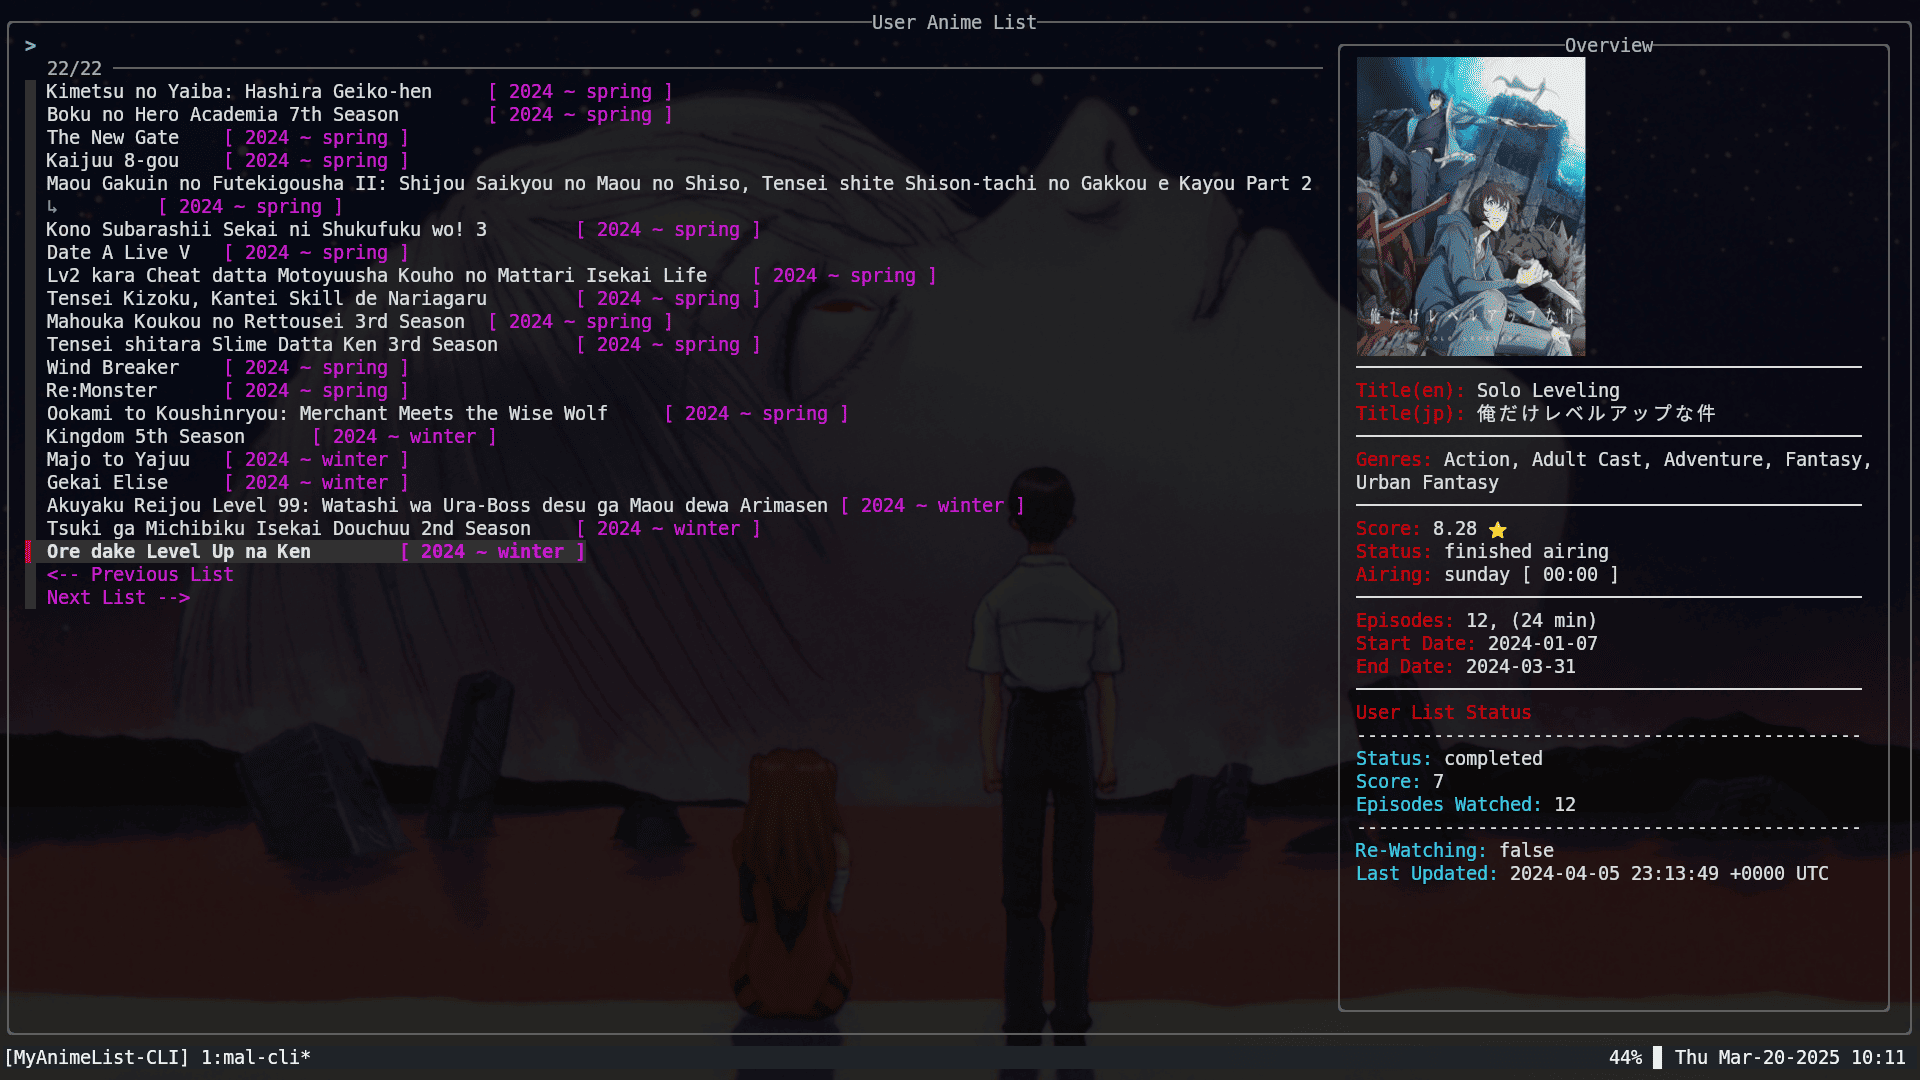 User Anime List
>
22/22
Kimetsu no Yaiba: Hashira Geiko-hen [ 2024 ~ spring ]
Boku no Hero Academia 7th Season [ 2024 ~ spring ]
The New Gate [ 2024 ~ spring ]
Kaijuu 8-gou [ 2024 ~ spring ]
Maou Gakuin no Futekigousha II: Shijou Saikyou no Maou no Shiso, Tensei shite Shison-tachi no Gakkou e Kayou Part 2
↳ [ 2024 ~ spring ]
Kono Subarashii Sekai ni Shukufuku wo! 3 [ 2024 ~ spring ]
Date A Live V [ 2024 ~ spring ]
Lv2 kara Cheat datta Motoyuusha Kouho no Mattari Isekai Life [ 2024 ~ spring ]
Tensei Kizoku, Kantei Skill de Nariagaru [ 2024 ~ spring ]
Mahouka Koukou no Rettousei 3rd Season [ 2024 ~ spring ]
Tensei shitara Slime Datta Ken 3rd Season [ 2024 ~ spring ]
Wind Breaker [ 2024 ~ spring ]
Re:Monster [ 2024 ~ spring ]
Ookami to Koushinryou: Merchant Meets the Wise Wolf [ 2024 ~ spring ]
Kingdom 5th Season [ 2024 ~ winter ]
Majo to Yajuu [ 2024 ~ winter ]
Gekai Elise [ 2024 ~ winter ]
Akuyaku Reijou Level 99: Watashi wa Ura-Boss desu ga Maou dewa Arimasen [ 2024 ~ winter ]
Tsuki ga Michibiku Isekai Douchuu 2nd Season [ 2024 ~ winter ]
Ore dake Level Up na Ken [ 2024 ~ winter ]
<-- Previous List
Next List -->
Overview
俺だけレベルアップな件
Title(en): Solo Leveling
Title(jp): 俺だけレベルアップな件
Genres: Action, Adult Cast, Adventure, Fantasy,
Urban Fantasy
Score: 8.28 ⭐
Status: finished airing
Airing: sunday [ 00:00 ]
Episodes: 12, (24 min)
Start Date: 2024-01-07
End Date: 2024-03-31
User List Status
Status: completed
Score: 7
Episodes Watched: 12
Re-Watching: false
Last Updated: 2024-04-05 23:13:49 +0000 UTC
[MyAnimeList-CLI] 1:mal-cli*
44% Thu Mar-20-2025 10:11